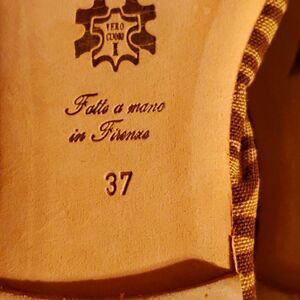 VERO
CUOIO
Fatto a mano
in Firenze
37